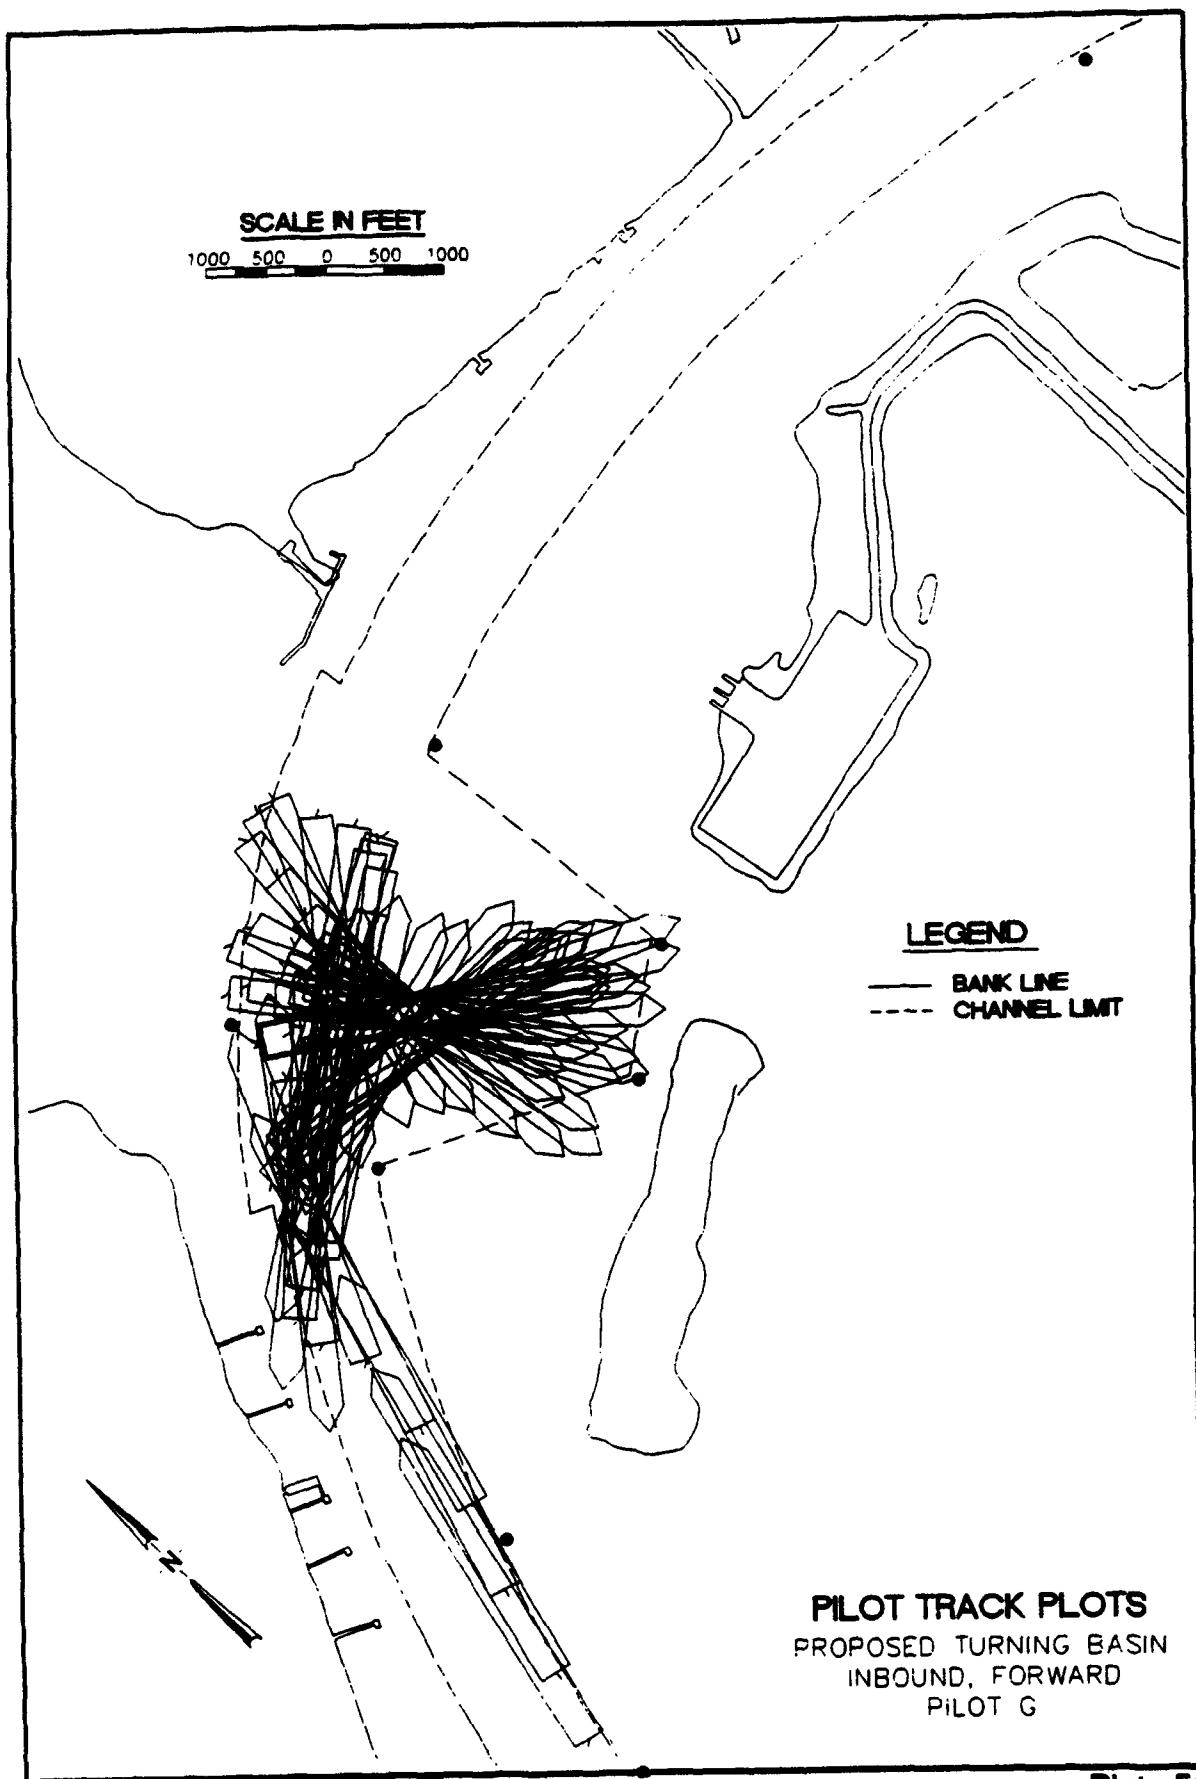 SCALE IN FEET
1000 500 0 500 1000
LEGEND
BANK LINE
CHANNEL LIMIT
N
PILOT TRACK PLOTS
PROPOSED TURNING BASIN
INBOUND, FORWARD
PILOT G